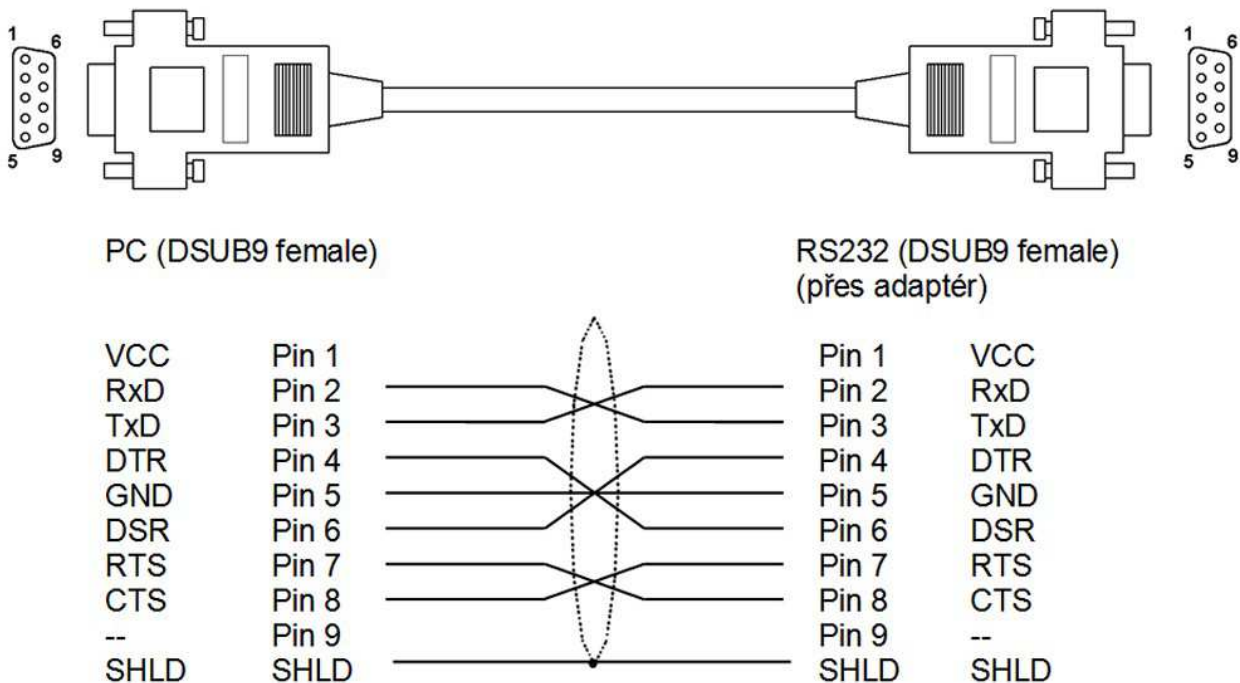 1 6
5 9
1 6
5 9
PC (DSUB9 female) RS232 (DSUB9 female)
(přes adaptér)
VCC Pin 1 Pin 1 VCC
RxD Pin 2 Pin 2 RxD
TxD Pin 3 Pin 3 TxD
DTR Pin 4 Pin 4 DTR
GND Pin 5 Pin 5 GND
DSR Pin 6 Pin 6 DSR
RTS Pin 7 Pin 7 RTS
CTS Pin 8 Pin 8 CTS
-- Pin 9 Pin 9 --
SHLD SHLD SHLD SHLD